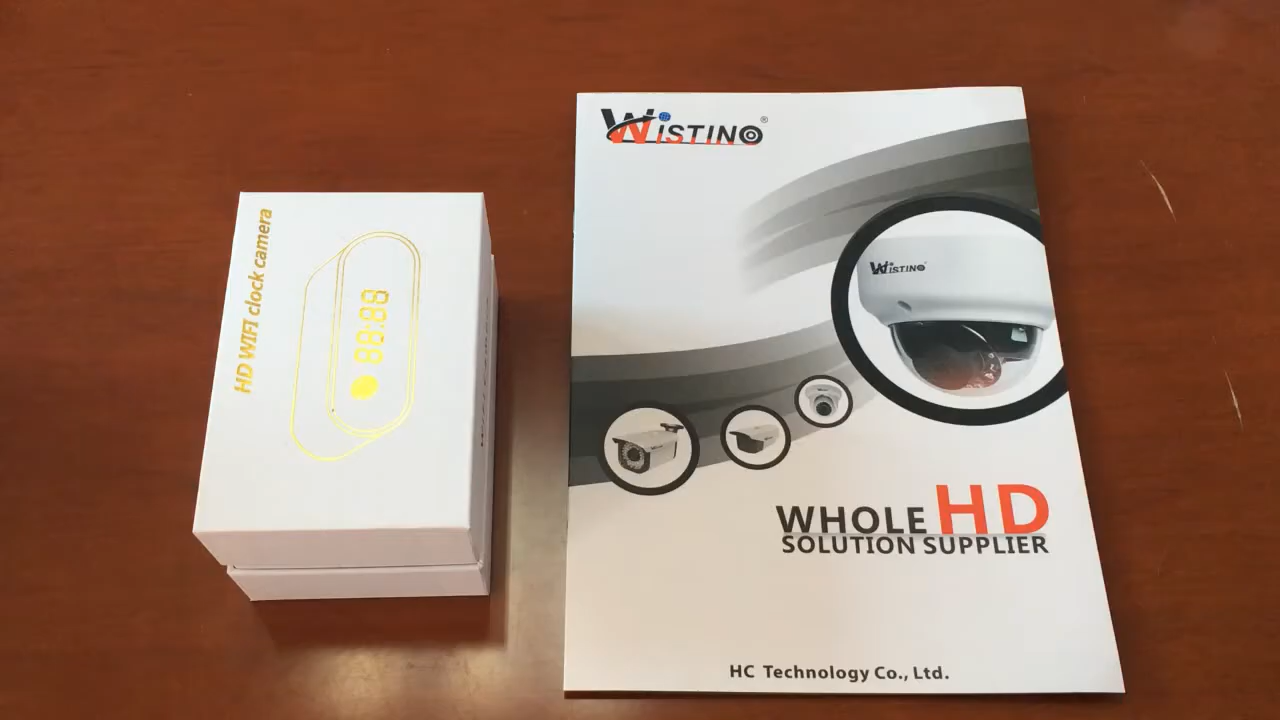 HD WIFI clock camera
88:88
WISTINO®
WISTINO
WHOLE HD
SOLUTION SUPPLIER
HC Technology Co., Ltd.